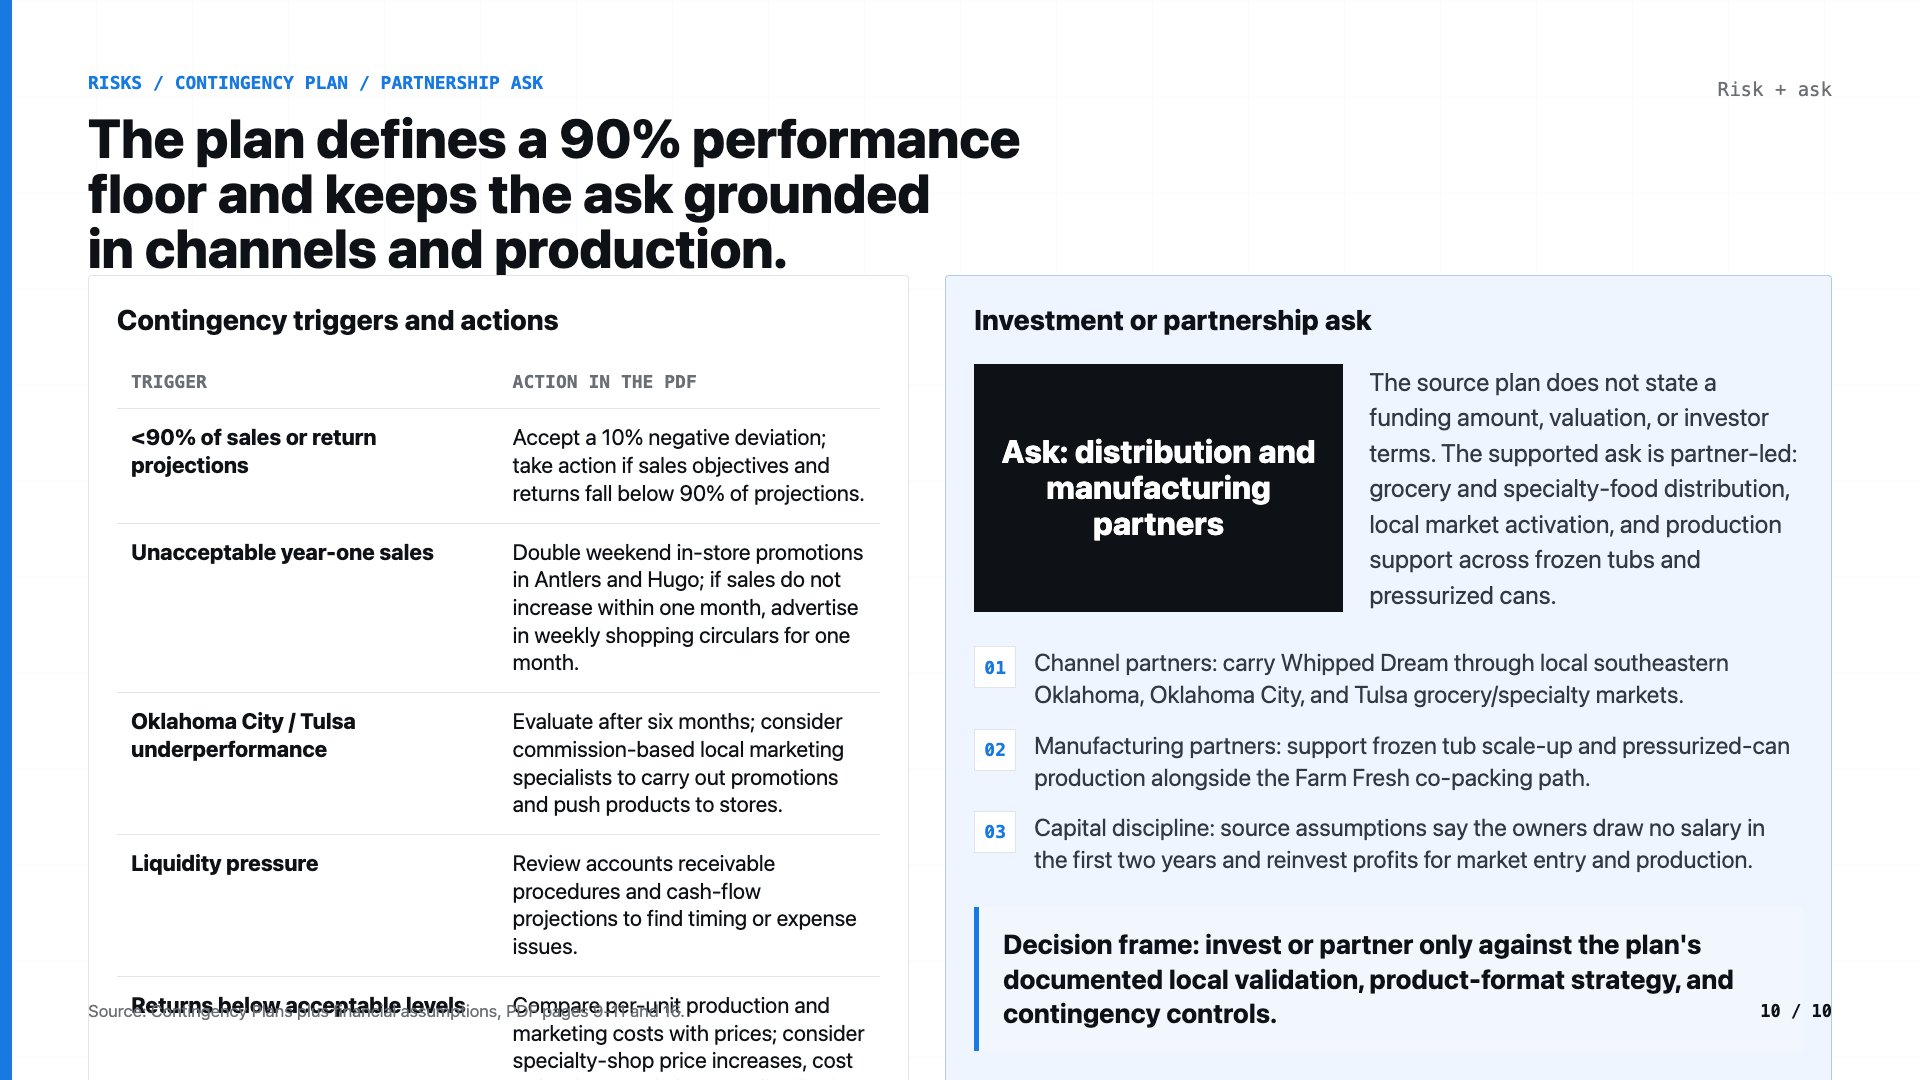 RISKS / CONTINGENCY PLAN / PARTNERSHIP ASK
Risk + ask
The plan defines a 90% performance
floor and keeps the ask grounded
in channels and production.
Contingency triggers and actions
TRIGGER
ACTION IN THE PDF
<90% of sales or return
projections
Accept a 10% negative deviation;
take action if sales objectives and
returns fall below 90% of projections.
Unacceptable year-one sales
Double weekend in-store promotions
in Antlers and Hugo; if sales do not
increase within one month, advertise
in weekly shopping circulars for one
month.
Oklahoma City / Tulsa
underperformance
Evaluate after six months; consider
commission-based local marketing
specialists to carry out promotions
and push products to stores.
Liquidity pressure
Review accounts receivable
procedures and cash-flow
projections to find timing or expense
issues.
Returns below acceptable levels
Compare per-unit production and
marketing costs with prices; consider
specialty-shop price increases, cost
Investment or partnership ask
Ask: distribution and
manufacturing
partners
The source plan does not state a
funding amount, valuation, or investor
terms. The supported ask is partner-led:
grocery and specialty-food distribution,
local market activation, and production
support across frozen tubs and
pressurized cans.
01
Channel partners: carry Whipped Dream through local southeastern
Oklahoma, Oklahoma City, and Tulsa grocery/specialty markets.
02
Manufacturing partners: support frozen tub scale-up and pressurized-can
production alongside the Farm Fresh co-packing path.
03
Capital discipline: source assumptions say the owners draw no salary in
the first two years and reinvest profits for market entry and production.
Decision frame: invest or partner only against the plan's
documented local validation, product-format strategy, and
contingency controls.
Source: Contingency Plans plus financial assumptions, PDF pages 9-11 and 16.
10 / 10